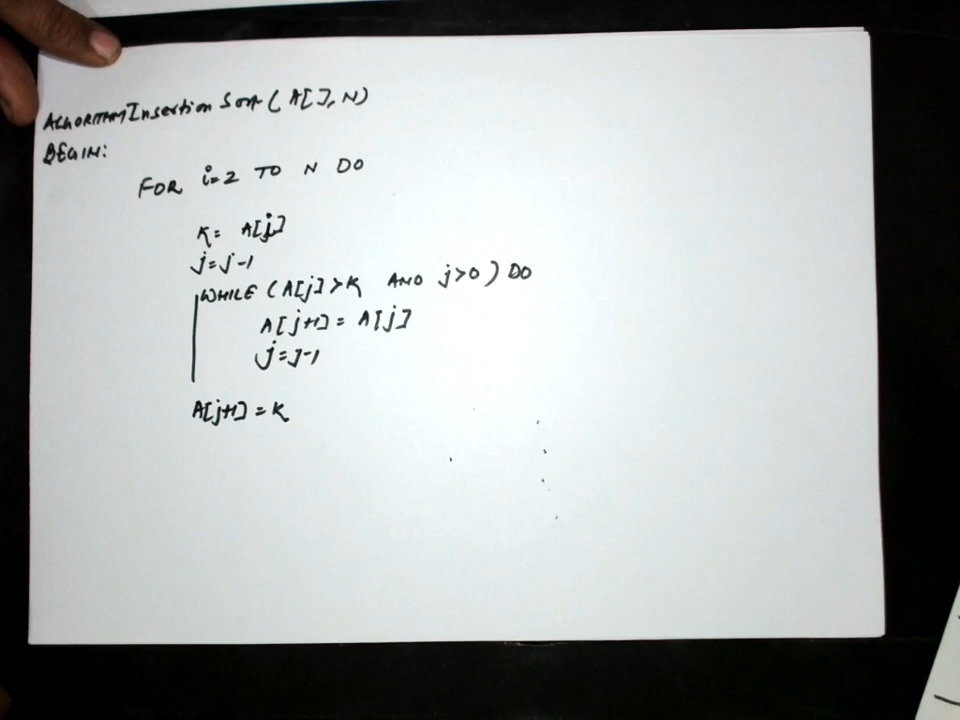 ALGORITHM Insertion Sort (A[], N)
BEGIN:
FOR i=2 TO N DO
K= A[j]
j=j-1
WHILE (A[j]>K AND j>0) DO
A[j+1]= A[j]
j=j-1
A[j+1]=K